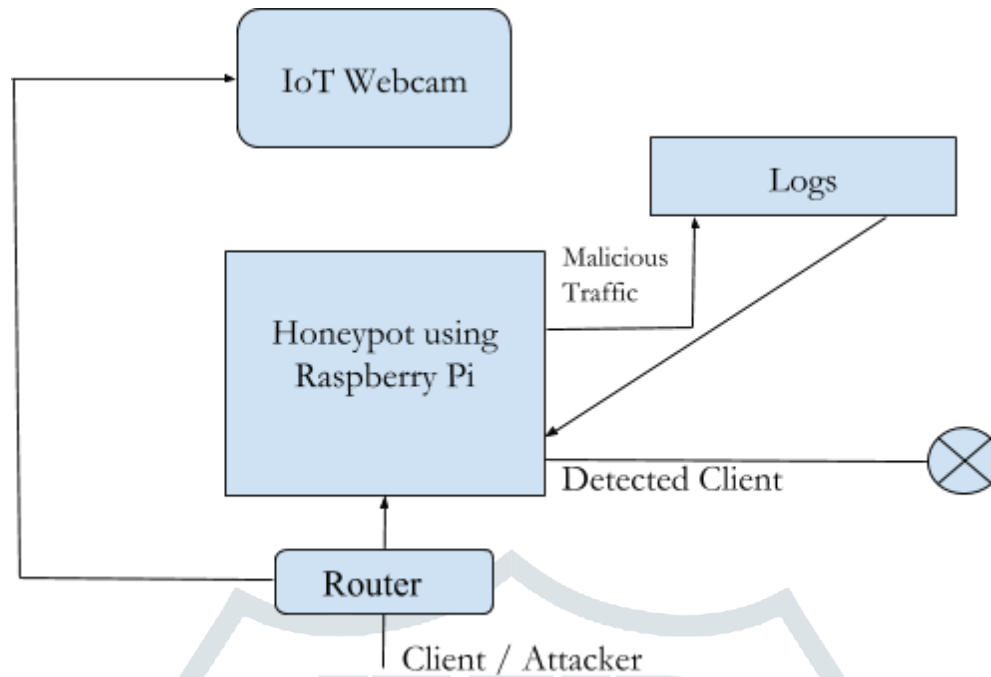 IoT Webcam
Logs
Malicious
Traffic
Honeypot using
Raspberry Pi
Detected Client
Router
Client / Attacker